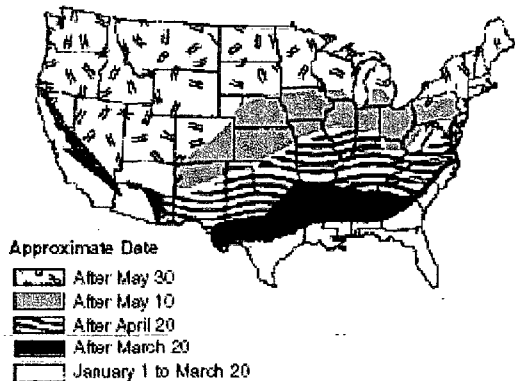 Approximate Date
After May 30
After May 10
After April 20
After March 20
January 1 to March 20